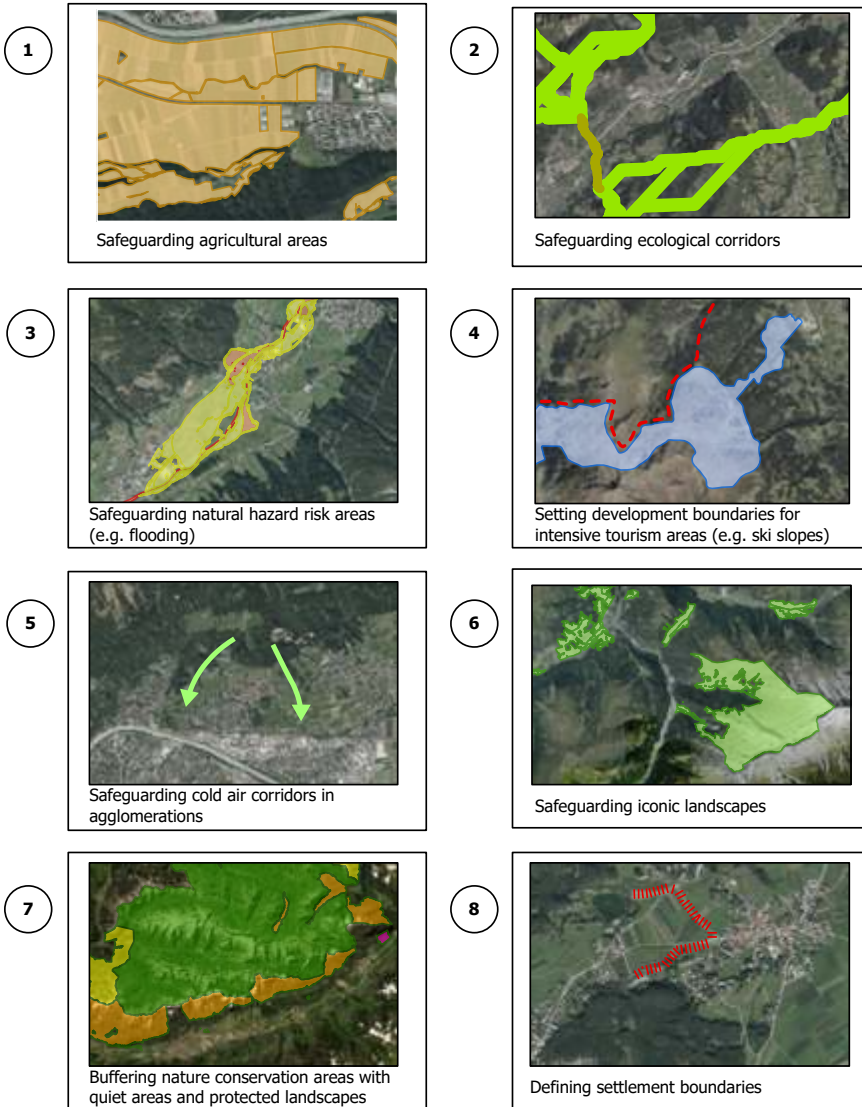 1
Safeguarding agricultural areas
2
Safeguarding ecological corridors
3
Safeguarding natural hazard risk areas
(e.g. flooding)
4
Setting development boundaries for
intensive tourism areas (e.g. ski slopes)
5
Safeguarding cold air corridors in
agglomerations
6
Safeguarding iconic landscapes
7
Buffering nature conservation areas with
quiet areas and protected landscapes
8
Defining settlement boundaries